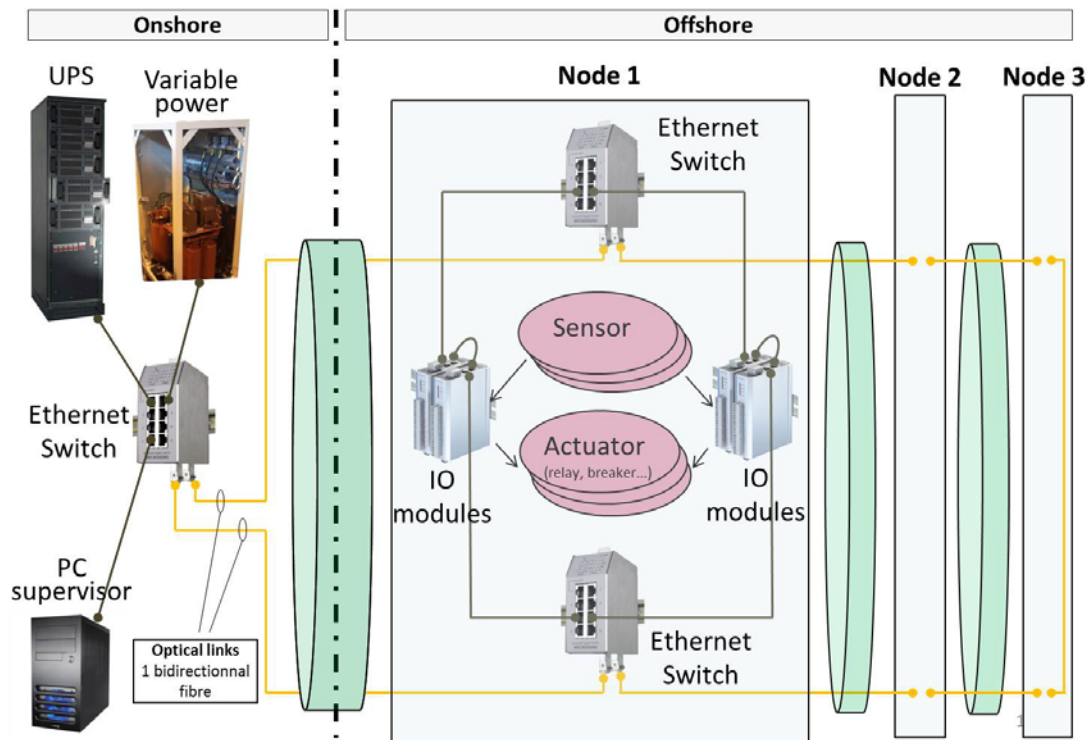 Onshore
Offshore
UPS
Variable
power
Node 1
Node 2
Node 3
Ethernet
Switch
Sensor
Ethernet
Switch
Actuator
(relay, breaker...)
IO
modules
IO
modules
PC
supervisor
Optical links
1 bidirectionnal
fibre
Ethernet
Switch
1